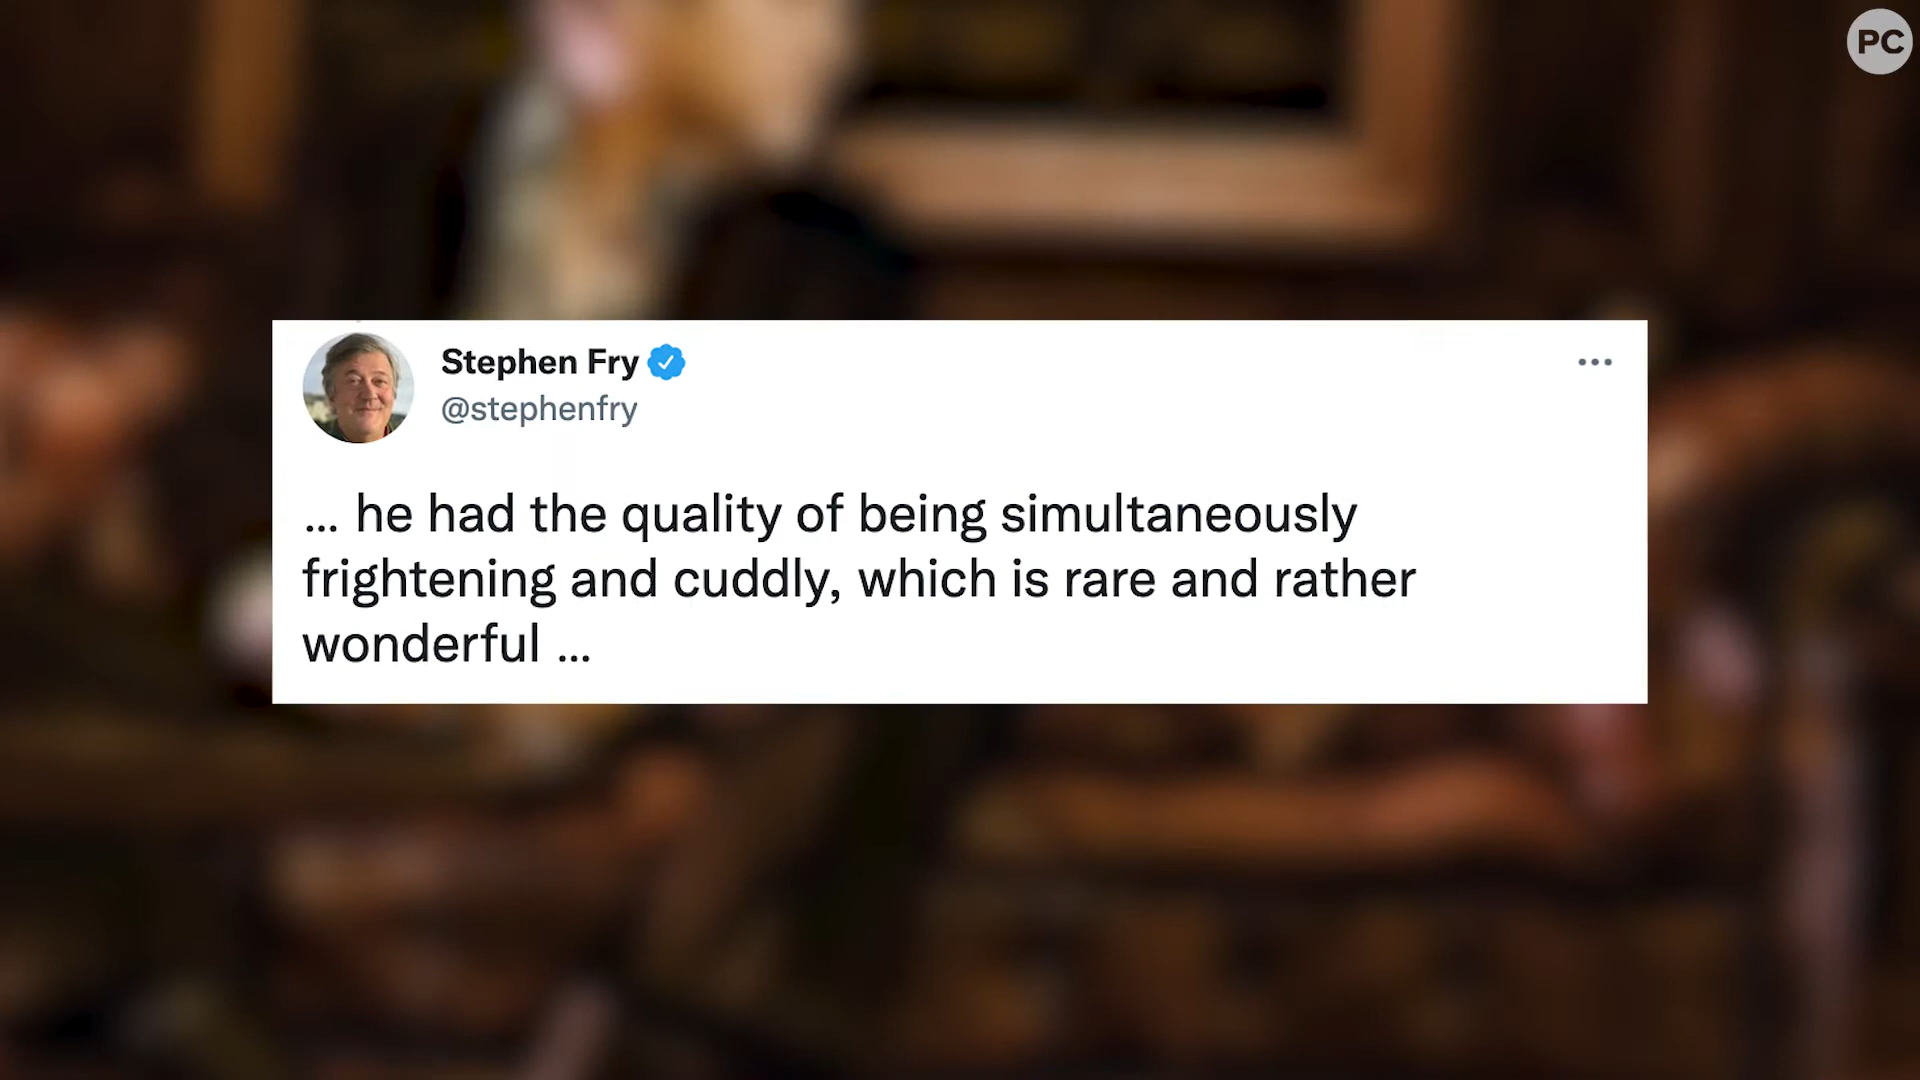 PC
Stephen Fry
@stephenfry
... he had the quality of being simultaneously
frightening and cuddly, which is rare and rather
wonderful ...